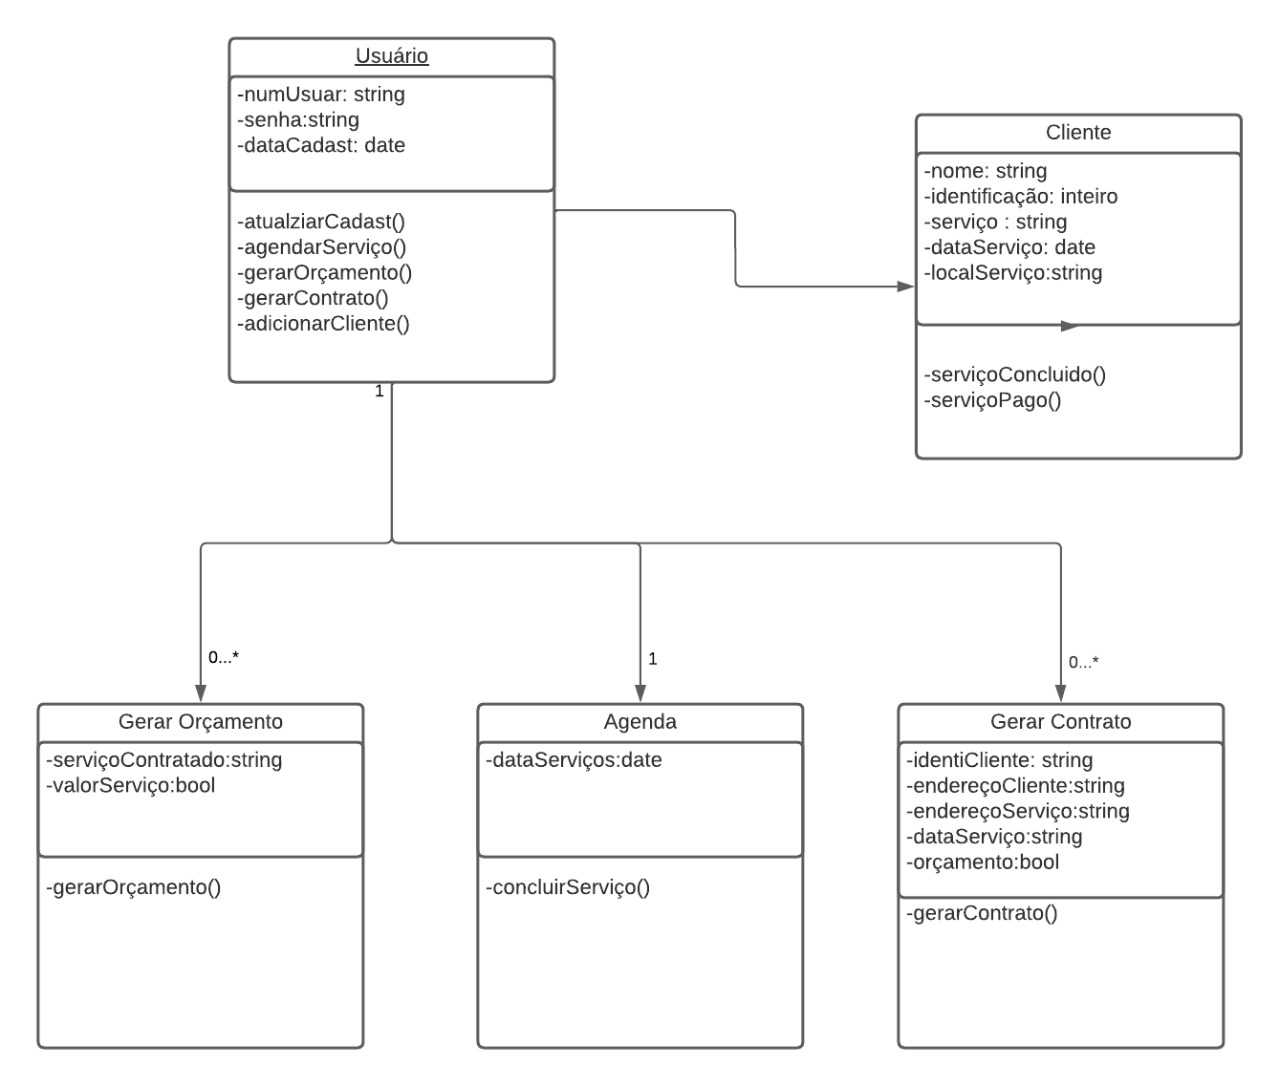 Usuário
-numUsuar: string
-senha:string
-dataCadast: date
-atualziarCadast()
-agendarServiço()
-gerarOrçamento()
-gerarContrato()
-adicionarCliente()
Cliente
-nome: string
-identificação: inteiro
-serviço : string
-dataServiço: date
-localServiço:string
-serviçoConcluido()
-serviçoPago()
1
0...*
1
0...*
Gerar Orçamento
-serviçoContratado:string
-valorServiço:bool
-gerarOrçamento()
Agenda
-dataServiços:date
-concluirServiço()
Gerar Contrato
-identiCliente: string
-endereçoCliente:string
-endereçoServiço:string
-dataServiço:string
-orçamento:bool
-gerarContrato()